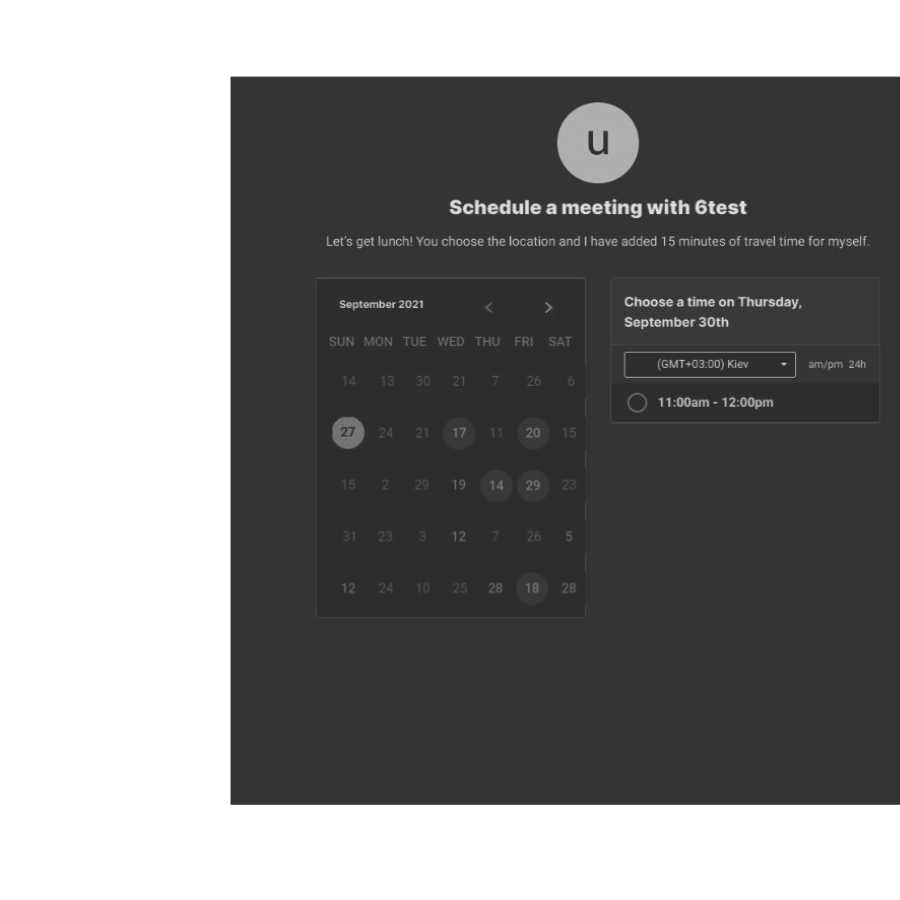 u
Schedule a meeting with 6test
Let's get lunch! You choose the location and I have added 15 minutes of travel time for myself.
September 2021
SUN MON TUE WED THU FRI SAT
14 13 30 21 7 26 6
27 24 21 17 11 20 15
15 2 29 19 14 29 23
31 23 3 12 7 26 5
12 24 10 25 28 18 28
Choose a time on Thursday,
September 30th
(GMT+03:00) Kiev am/pm 24h
11:00am - 12:00pm